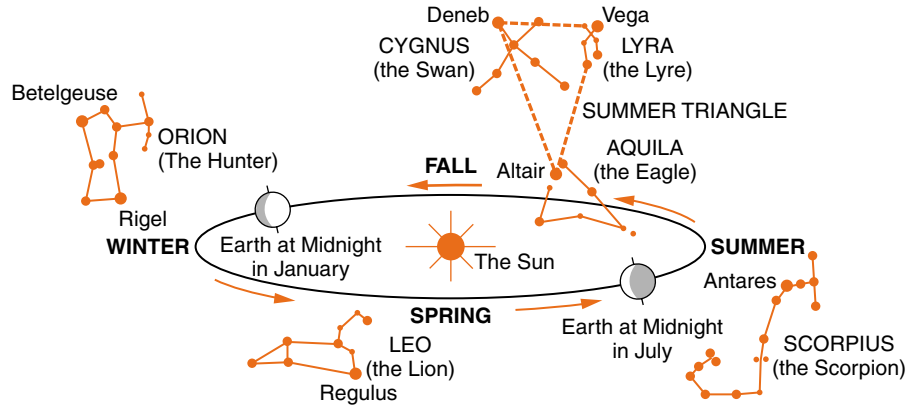 Deneb
Vega
CYGNUS
(the Swan)
LYRA
(the Lyre)
Betelgeuse
ORION
(The Hunter)
SUMMER TRIANGLE
AQUILA
(the Eagle)
Altair
FALL
Rigel
WINTER
Earth at Midnight
in January
The Sun
SUMMER
Antares
SPRING
Earth at Midnight
in July
LEO
(the Lion)
Regulus
SCORPIUS
(the Scorpion)